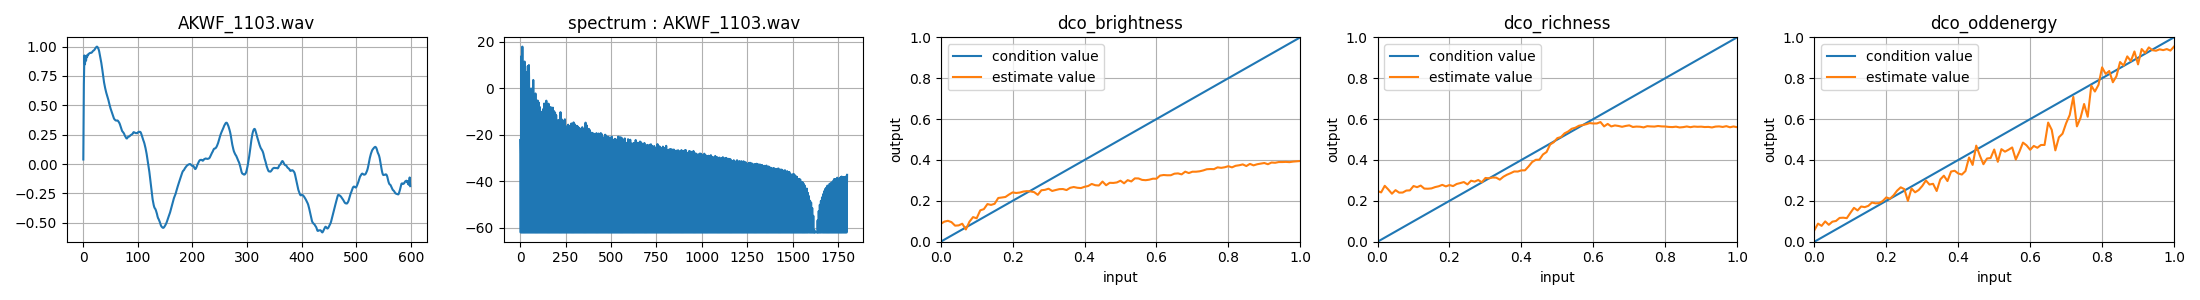 AKWF_1103.wav
1.00
0.75
0.50
0.25
0.00
−0.25
−0.50
0 100 200 300 400 500 600
spectrum : AKWF_1103.wav
20
0
−20
−40
−60
0 250 500 750 1000 1250 1500 1750
dco_brightness
condition value
estimate value
output
1.0
0.8
0.6
0.4
0.2
0.0
0.0 0.2 0.4 0.6 0.8 1.0
input
dco_richness
condition value
estimate value
output
1.0
0.8
0.6
0.4
0.2
0.0
0.0 0.2 0.4 0.6 0.8 1.0
input
dco_oddenergy
condition value
estimate value
output
1.0
0.8
0.6
0.4
0.2
0.0
0.0 0.2 0.4 0.6 0.8 1.0
input